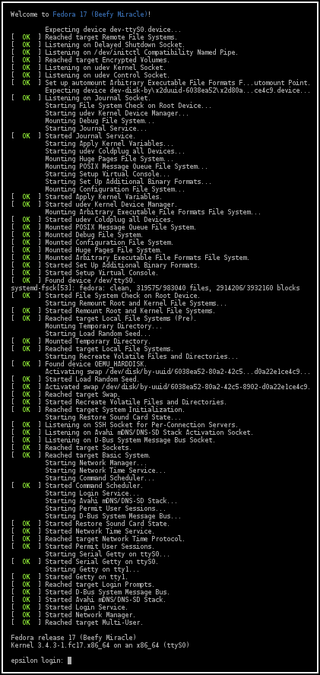 Welcome to Fedora 17 (Beefy Miracle)!
Expecting device dev-ttyS0.device...
[ OK ] Reached target Remote File Systems.
[ OK ] Listening on Delayed Shutdown Socket.
[ OK ] Listening on /dev/initctl Compatibility Named Pipe.
[ OK ] Reached target Encrypted Volumes.
[ OK ] Listening on udev Kernel Socket.
[ OK ] Listening on udev Control Socket.
[ OK ] Set up automount Arbitrary Executable File Formats F...utomount Point.
Expecting device dev-disk-by\x2duuid-6038ea52\x2d80a...ce4c9.device...
[ OK ] Listening on Journal Socket.
Starting File System Check on Root Device...
Starting udev Kernel Device Manager...
Mounting Debug File System...
Starting Journal Service...
[ OK ] Started Journal Service.
Starting Apply Kernel Variables...
Starting udev Coldplug all Devices...
Mounting Huge Pages File System...
Mounting POSIX Message Queue File System...
Starting Setup Virtual Console...
Starting Set Up Additional Binary Formats...
Mounting Configuration File System...
[ OK ] Started Apply Kernel Variables.
[ OK ] Started udev Kernel Device Manager.
Mounting Arbitrary Executable File Formats File System...
[ OK ] Started udev Coldplug all Devices.
[ OK ] Mounted POSIX Message Queue File System.
[ OK ] Mounted Debug File System.
[ OK ] Mounted Configuration File System.
[ OK ] Mounted Huge Pages File System.
[ OK ] Mounted Arbitrary Executable File Formats File System.
[ OK ] Started Set Up Additional Binary Formats.
[ OK ] Started Setup Virtual Console.
[ OK ] Found device /dev/ttyS0.
systemd-fsck[53]: fedora: clean, 319575/983040 files, 2914206/3932160 blocks
[ OK ] Started File System Check on Root Device.
Starting Remount Root and Kernel File Systems...
[ OK ] Started Remount Root and Kernel File Systems.
[ OK ] Reached target Local File Systems (Pre).
Mounting Temporary Directory...
Starting Load Random Seed...
[ OK ] Mounted Temporary Directory.
[ OK ] Reached target Local File Systems.
Starting Recreate Volatile Files and Directories...
[ OK ] Found device QEMU_HARDDISK.
Activating swap /dev/disk/by-uuid/6038ea52-80a2-42c5...d0a22e1ce4c9...
[ OK ] Started Load Random Seed.
[ OK ] Activated swap /dev/disk/by-uuid/6038ea52-80a2-42c5-8902-d0a22e1ce4c9.
[ OK ] Reached target Swap.
[ OK ] Started Recreate Volatile Files and Directories.
[ OK ] Reached target System Initialization.
Starting Restore Sound Card State...
[ OK ] Listening on SSH Socket for Per-Connection Servers.
[ OK ] Listening on Avahi mDNS/DNS-SD Stack Activation Socket.
[ OK ] Listening on D-Bus System Message Bus Socket.
[ OK ] Reached target Sockets.
[ OK ] Reached target Basic System.
Starting Network Manager...
Starting Network Time Service...
Starting Command Scheduler...
[ OK ] Started Command Scheduler.
Starting Login Service...
Starting Avahi mDNS/DNS-SD Stack...
Starting Permit User Sessions...
Starting D-Bus System Message Bus...
[ OK ] Started Restore Sound Card State.
[ OK ] Started Network Time Service.
[ OK ] Reached target Network Time Protocol.
[ OK ] Started Permit User Sessions.
Starting Serial Getty on ttyS0...
[ OK ] Started Serial Getty on ttyS0.
Starting Getty on tty1...
[ OK ] Started Getty on tty1.
[ OK ] Reached target Login Prompts.
[ OK ] Started D-Bus System Message Bus.
[ OK ] Started Avahi mDNS/DNS-SD Stack.
[ OK ] Started Login Service.
[ OK ] Started Network Manager.
[ OK ] Reached target Multi-User.
Fedora release 17 (Beefy Miracle)
Kernel 3.4.3-1.fc17.x86_64 on an x86_64 (ttyS0)
epsilon login: